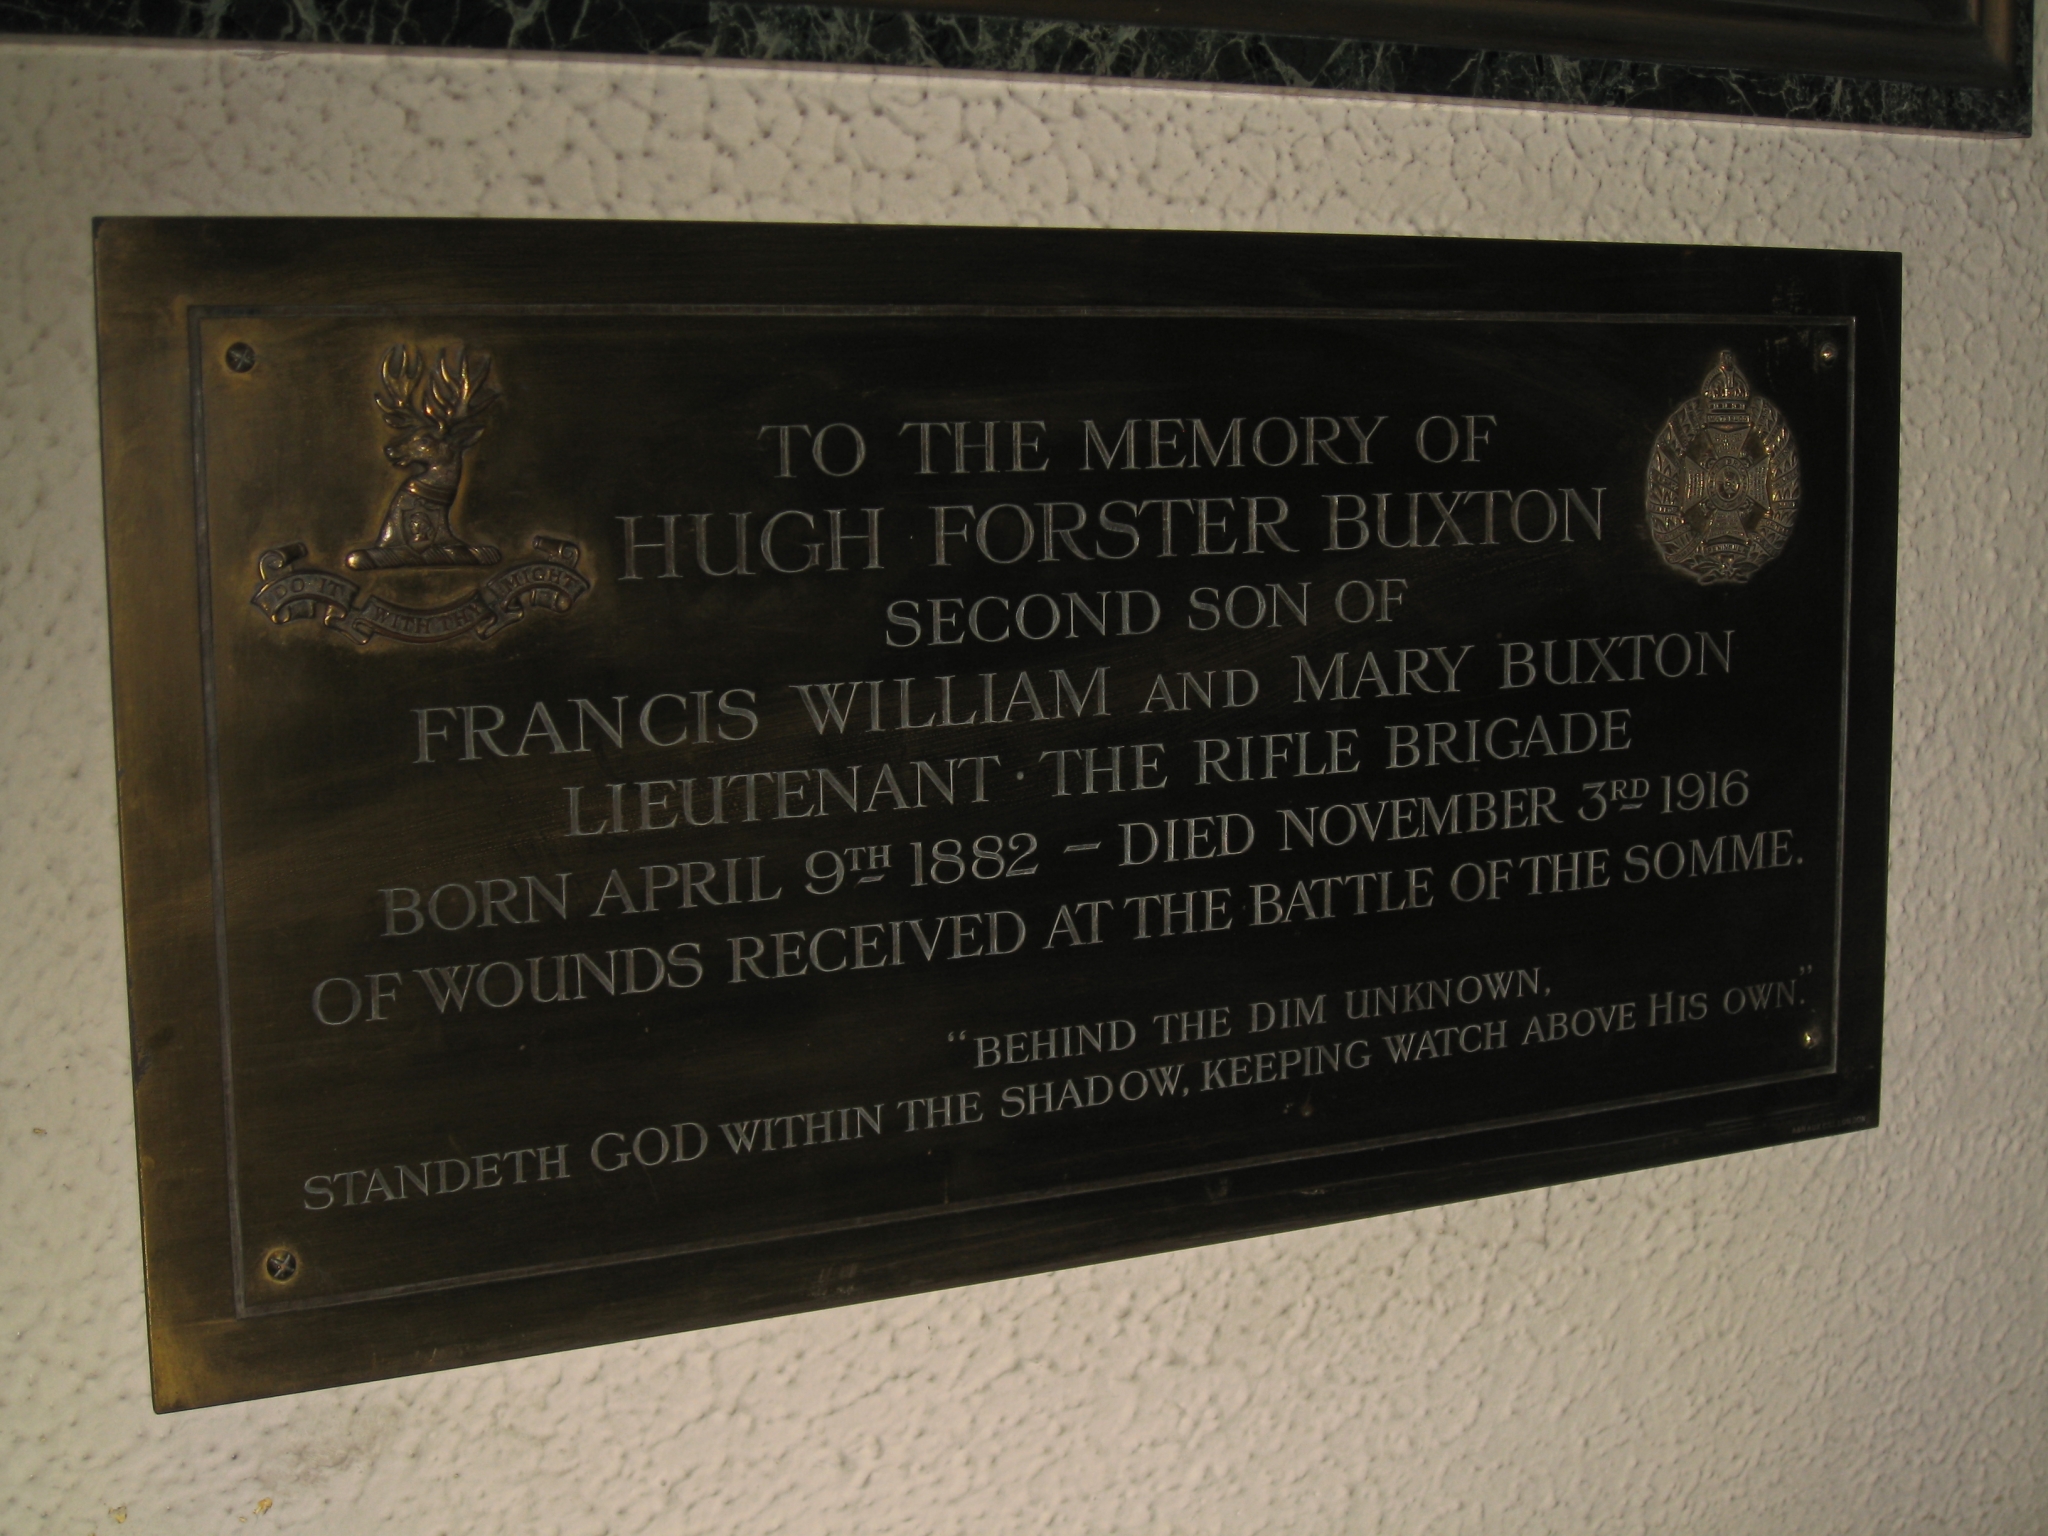 TO THE MEMORY OF
HUGH FORSTER BUXTON
SECOND SON OF
FRANCIS WILLIAM AND MARY BUXTON
LIEUTENANT · THE RIFLE BRIGADE
BORN APRIL 9TH 1882 – DIED NOVEMBER 3RD 1916
OF WOUNDS RECEIVED AT THE BATTLE OF THE SOMME.
"BEHIND THE DIM UNKNOWN,
STANDETH GOD WITHIN THE SHADOW, KEEPING WATCH ABOVE HIS OWN."
DO IT WITH THY MIGHT